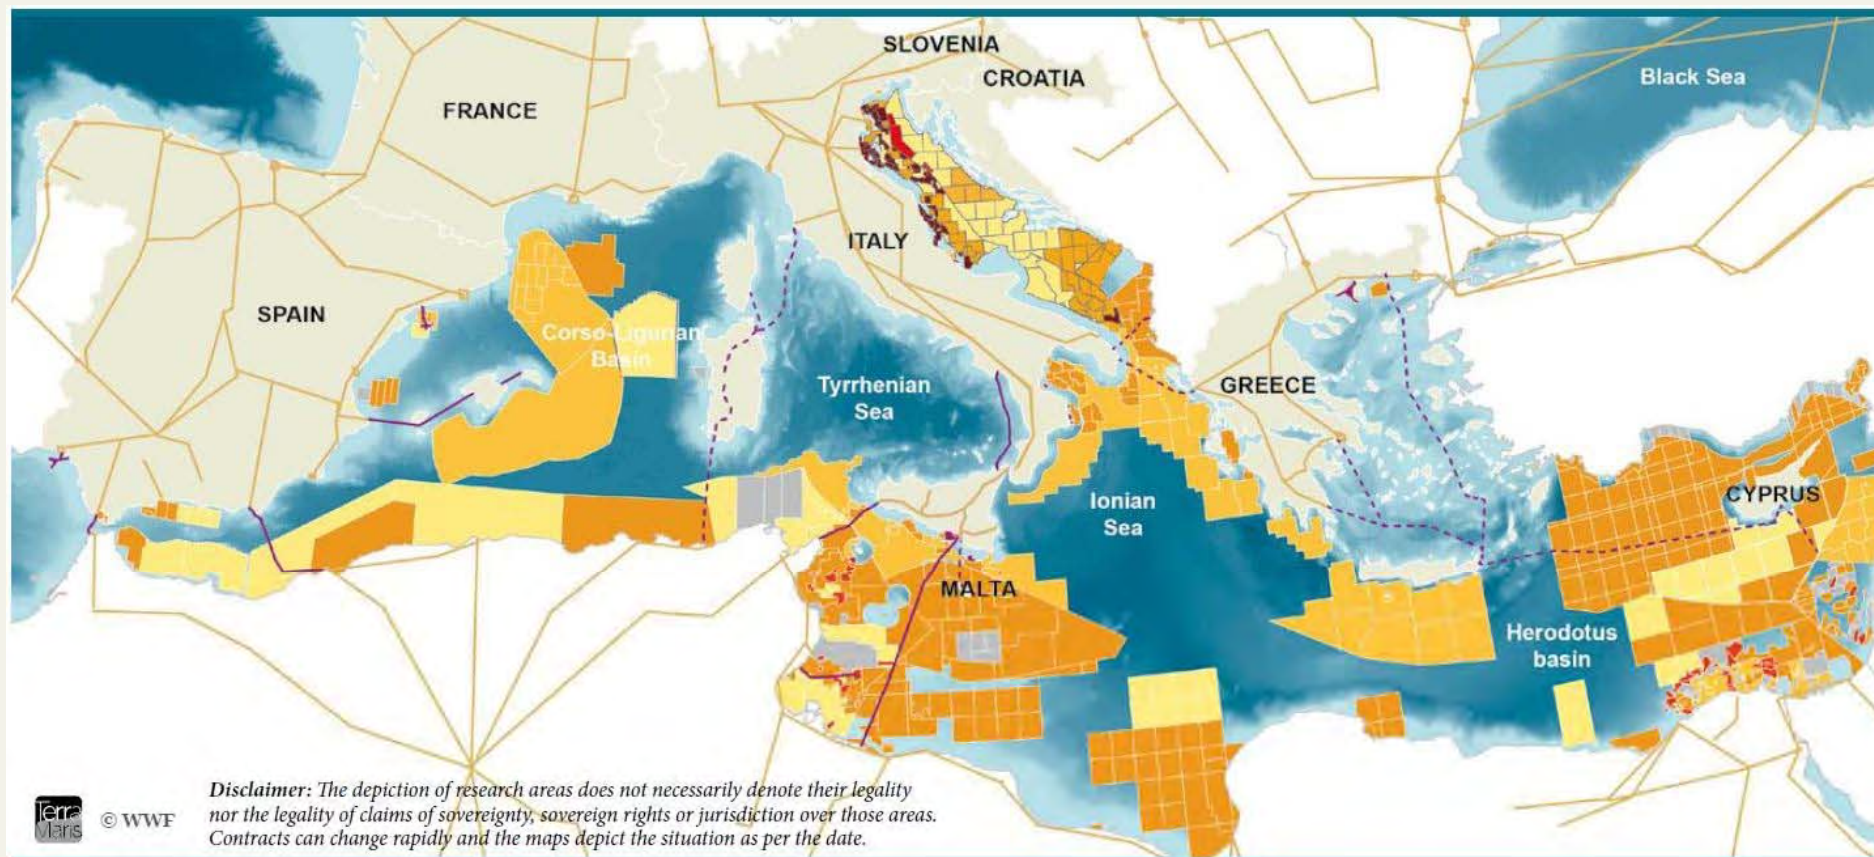 SLOVENIA
CROATIA
Black Sea
FRANCE
ITALY
SPAIN
Corso-Ligurian
Basin
Tyrrhenian
Sea
GREECE
Ionian
Sea
CYPRUS
MALTA
Herodotus
basin
Terra
Maris
© WWF
Disclaimer: The depiction of research areas does not necessarily denote their legality
nor the legality of claims of sovereignty, sovereign rights or jurisdiction over those areas.
Contracts can change rapidly and the maps depict the situation as per the date.